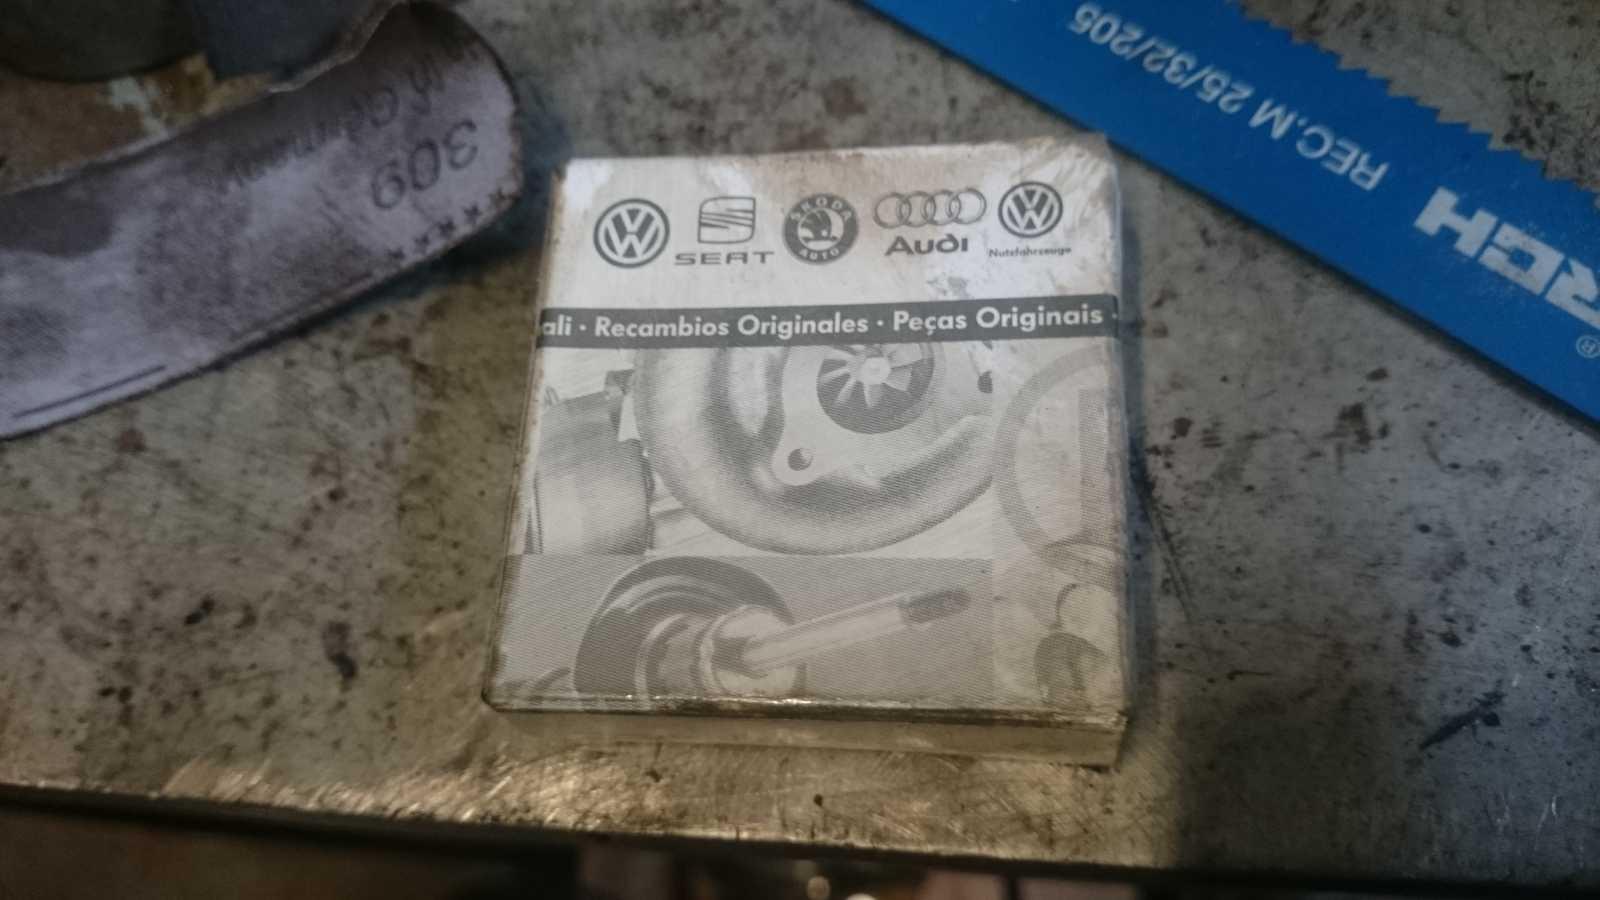 SEAT
ŠKODA
AUTO
Audi
Nutzfahrzeuge
ali · Recambios Originales · Peças Originais ·
REC.M 25/32/205
RCH
®
309